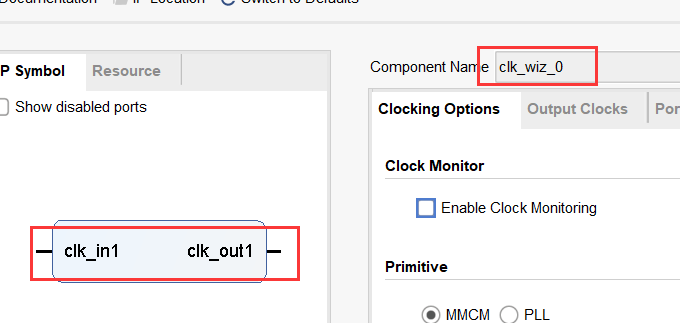 Documentation IP Location Switch to Defaults
P Symbol Resource
Show disabled ports
clk_in1 clk_out1
Component Name clk_wiz_0
Clocking Options Output Clocks Por
Clock Monitor
Enable Clock Monitoring
Primitive
MMCM PLL